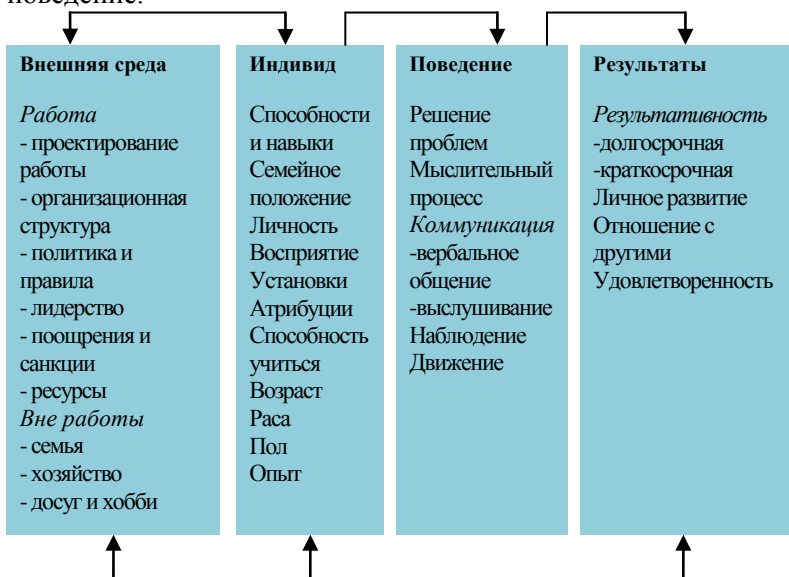 поведение.
Внешняя среда
Работа
- проектирование
работы
- организационная
структура
- политика и
правила
- лидерство
- поощрения и
санкции
- ресурсы
Вне работы
- семья
- хозяйство
- досуг и хобби
Индивид
Способности
и навыки
Семейное
положение
Личность
Восприятие
Установки
Атрибуции
Способность
учиться
Возраст
Раса
Пол
Опыт
Поведение
Решение
проблем
Мыслительный
процесс
Коммуникация
-вербальное
общение
-выслушивание
Наблюдение
Движение
Результаты
Результативность
-долгосрочная
-краткосрочная
Личное развитие
Отношение с
другими
Удовлетворенность